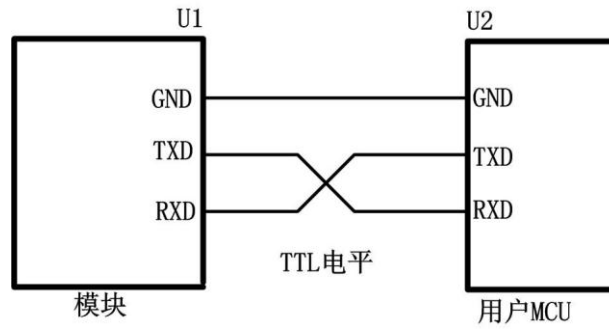 U1
U2
GND
GND
TXD
TXD
RXD
RXD
TTL电平
模块
用户MCU